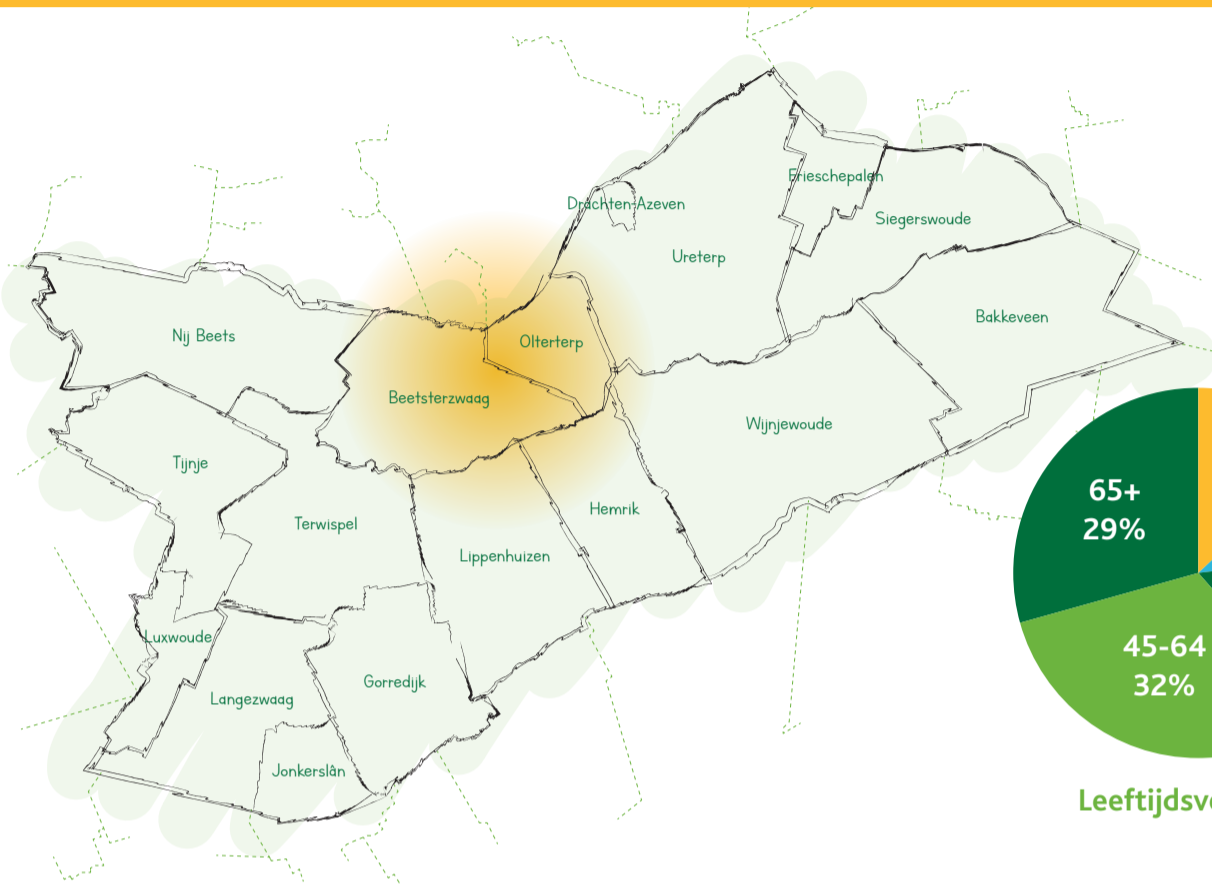 Frieschepalen
Drachten-Azeven
Siegerswoude
Ureterp
Bakkeveen
Nij Beets
Olterterp
Beetsterzwaag
Wijnjewoude
Tijnje
Hemrik
Terwispel
Lippenhuizen
Luxwoude
Gorredijk
Langezwaag
Jonkerslân
65+
29%
45-64
32%